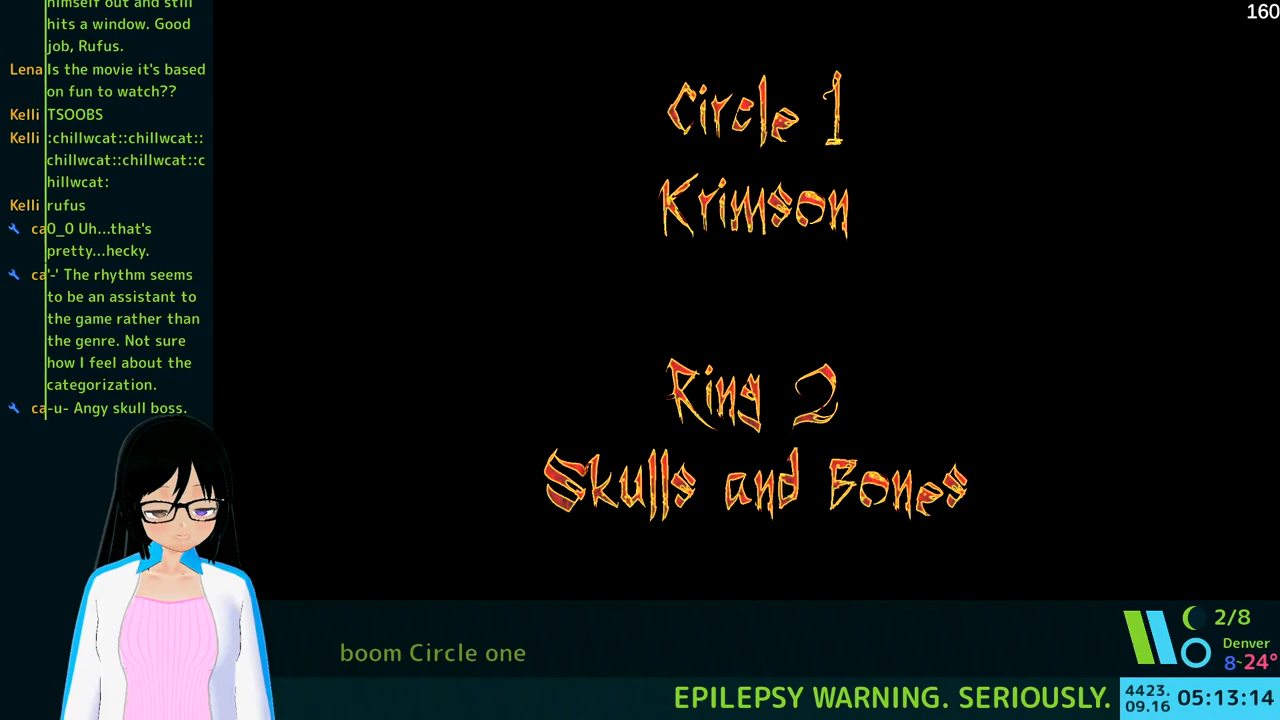 himself out and still
hits a window. Good
job, Rufus.
Lena Is the movie it's based
on fun to watch??
Kelli TSOOBS
Kelli :chillwcat::chillwcat::
chillwcat::chillwcat::c
hillwcat:
Kelli rufus
ca O_O Uh...that's
pretty...hecky.
ca '-' The rhythm seems
to be an assistant to
the game rather than
the genre. Not sure
how I feel about the
categorization.
ca -u- Angy skull boss.
160
Circle 1
Krimson
Ring 2
Skulls and Bones
boom Circle one
2/8
Denver
8~24°
EPILEPSY WARNING. SERIOUSLY.
4423.
09.16
05:13:14